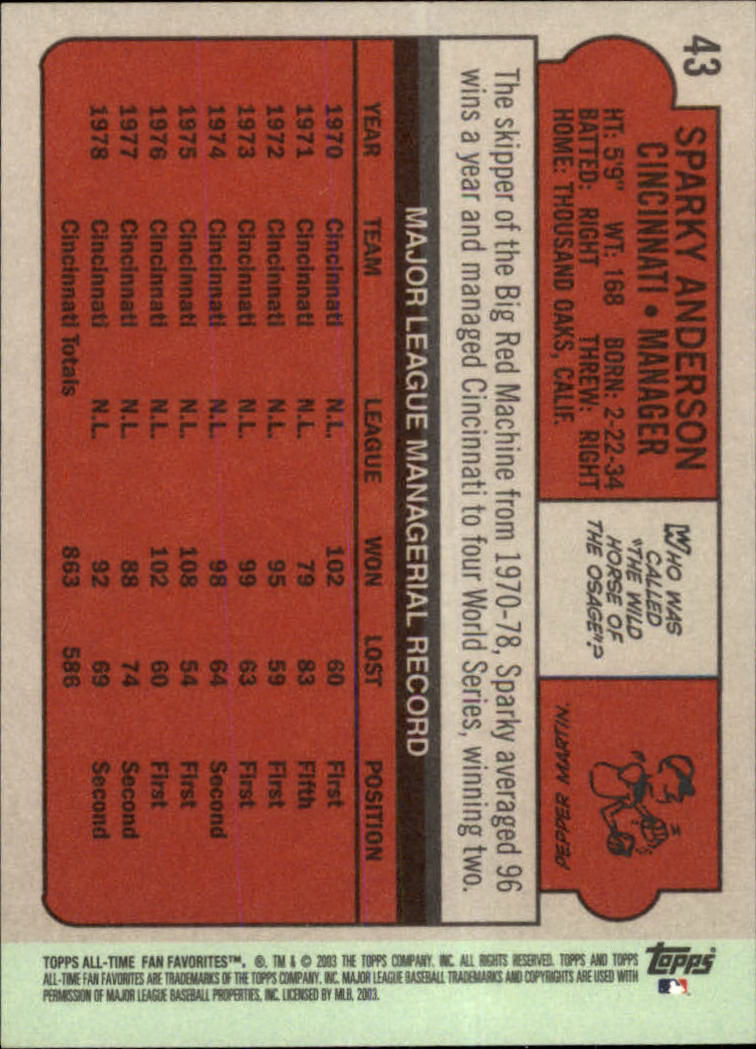 43
SPARKY ANDERSON
CINCINNATI • MANAGER
HT: 5'9" WT: 168 BORN: 2-22-34
BATTED: RIGHT THREW: RIGHT
HOME: THOUSAND OAKS, CALIF.
WHO WAS
CALLED
"THE WILD
HORSE OF
THE OSAGE"?
PEPPER MARTIN.
The skipper of the Big Red Machine from 1970-78, Sparky averaged 96
wins a year and managed Cincinnati to four World Series, winning two.
MAJOR LEAGUE MANAGERIAL RECORD
YEAR TEAM LEAGUE WON LOST POSITION
1970 Cincinnati N.L. 102 60 First
1971 Cincinnati N.L. 79 83 Fifth
1972 Cincinnati N.L. 95 59 First
1973 Cincinnati N.L. 99 63 First
1974 Cincinnati N.L. 98 64 Second
1975 Cincinnati N.L. 108 54 First
1976 Cincinnati N.L. 102 60 First
1977 Cincinnati N.L. 88 74 Second
1978 Cincinnati N.L. 92 69 Second
Cincinnati Totals 863 586
TOPPS ALL-TIME FAN FAVORITES™, ®, TM & © 2003 THE TOPPS COMPANY, INC. ALL RIGHTS RESERVED. TOPPS AND TOPPS
ALL-TIME FAN FAVORITES ARE TRADEMARKS OF THE TOPPS COMPANY, INC. MAJOR LEAGUE BASEBALL TRADEMARKS AND COPYRIGHTS ARE USED WITH
PERMISSION OF MAJOR LEAGUE BASEBALL PROPERTIES, INC. LICENSED BY MLB, 2003.
Topps